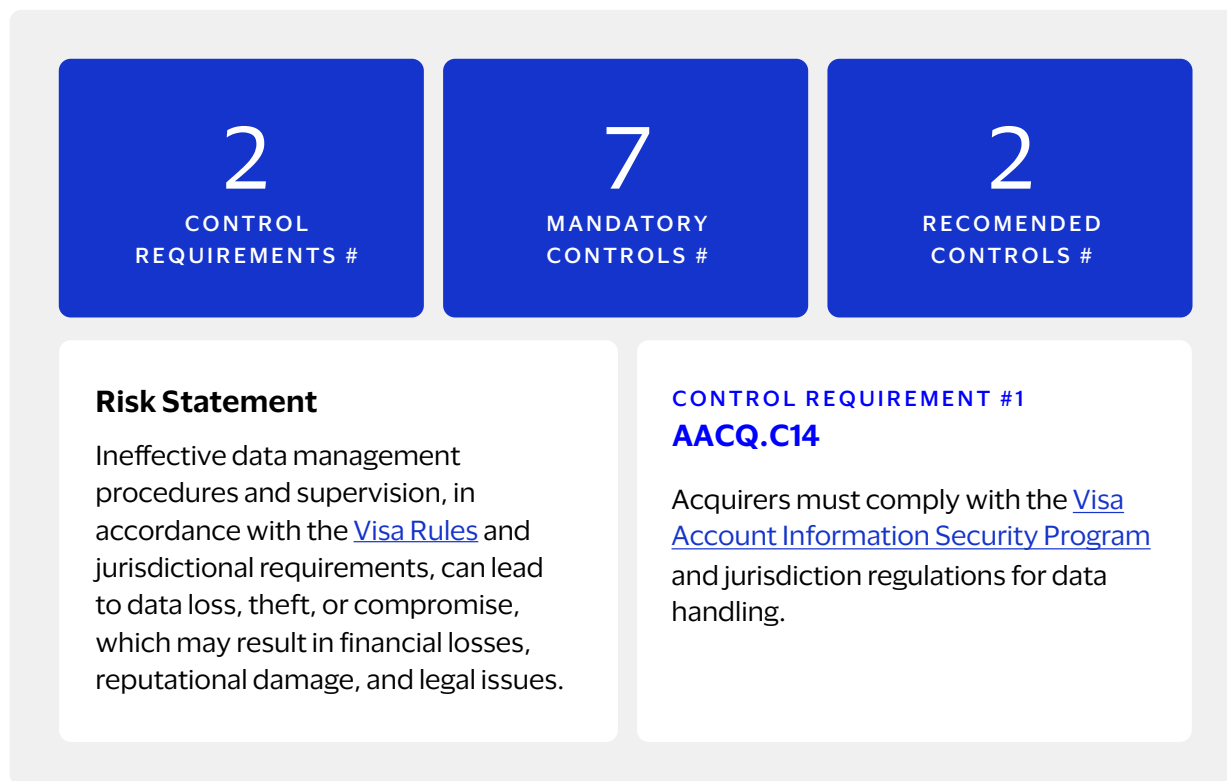 2
CONTROL
REQUIREMENTS #
7
MANDATORY
CONTROLS #
2
RECOMENDED
CONTROLS #
Risk Statement
Ineffective data management
procedures and supervision, in
accordance with the Visa Rules and
jurisdictional requirements, can lead
to data loss, theft, or compromise,
which may result in financial losses,
reputational damage, and legal issues.
CONTROL REQUIREMENT #1
AACQ.C14
Acquirers must comply with the Visa
Account Information Security Program
and jurisdiction regulations for data
handling.